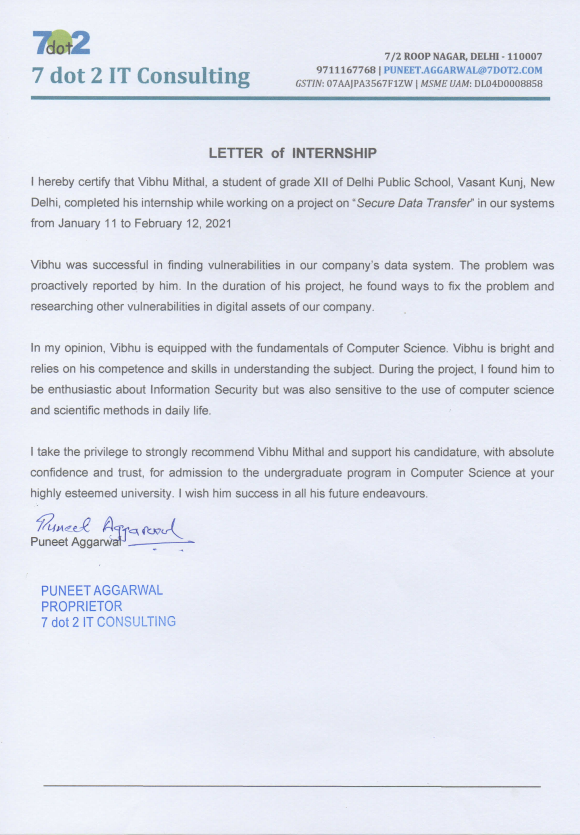 7dot2
7 dot 2 IT Consulting
7/2 ROOP NAGAR, DELHI - 110007
9711167768 | PUNEET.AGGARWAL@7DOT2.COM
GSTIN: 07AAJPA3567F1ZW | MSME UAM: DL04D0008858
LETTER of INTERNSHIP
I hereby certify that Vibhu Mithal, a student of grade XII of Delhi Public School, Vasant Kunj, New
Delhi, completed his internship while working on a project on “Secure Data Transfer” in our systems
from January 11 to February 12, 2021
Vibhu was successful in finding vulnerabilities in our company’s data system. The problem was
proactively reported by him. In the duration of his project, he found ways to fix the problem and
researching other vulnerabilities in digital assets of our company.
In my opinion, Vibhu is equipped with the fundamentals of Computer Science. Vibhu is bright and
relies on his competence and skills in understanding the subject. During the project, I found him to
be enthusiastic about Information Security but was also sensitive to the use of computer science
and scientific methods in daily life.
I take the privilege to strongly recommend Vibhu Mithal and support his candidature, with absolute
confidence and trust, for admission to the undergraduate program in Computer Science at your
highly esteemed university. I wish him success in all his future endeavours.
Puneet Aggarwal
Puneet Aggarwal
PUNEET AGGARWAL
PROPRIETOR
7 dot 2 IT CONSULTING